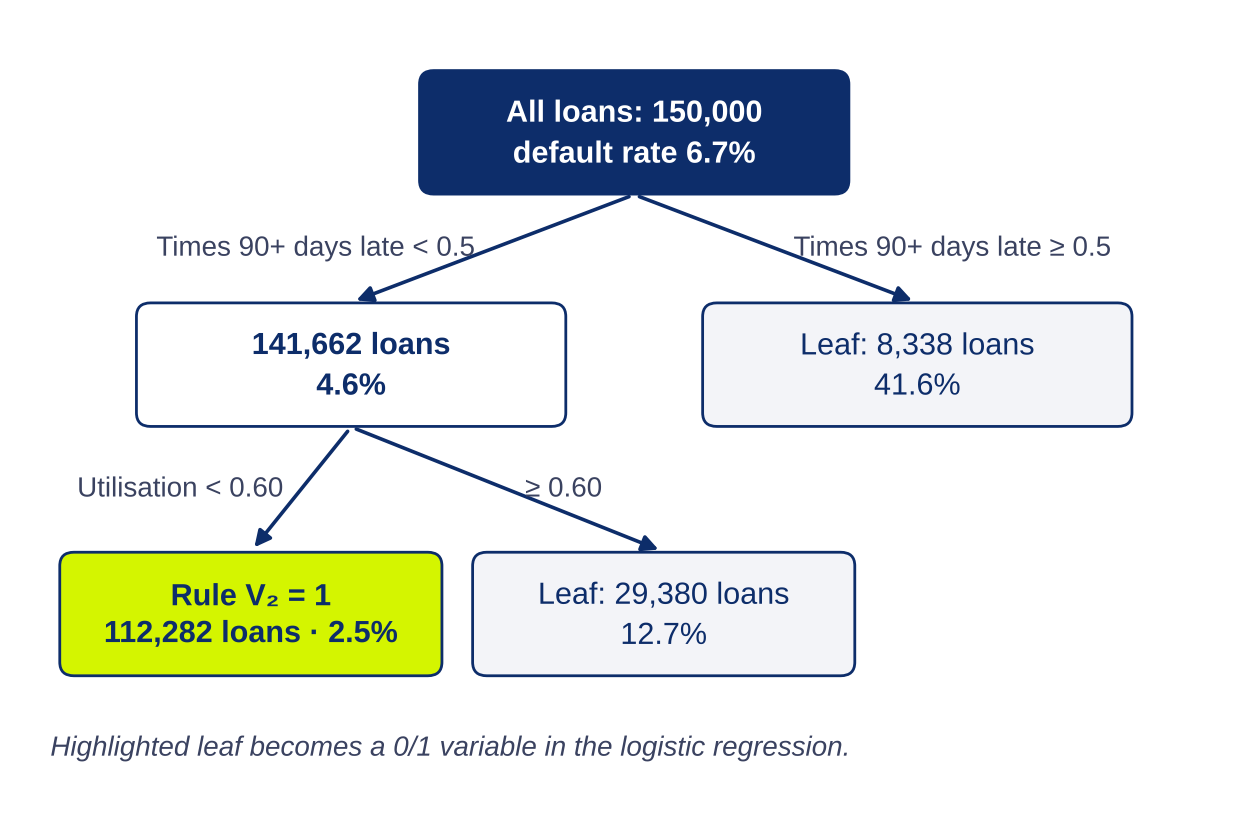 All loans: 150,000
default rate 6.7%
Times 90+ days late < 0.5
Times 90+ days late ≥ 0.5
141,662 loans
4.6%
Leaf: 8,338 loans
41.6%
Utilisation < 0.60
≥ 0.60
Rule V₂ = 1
112,282 loans · 2.5%
Leaf: 29,380 loans
12.7%
Highlighted leaf becomes a 0/1 variable in the logistic regression.